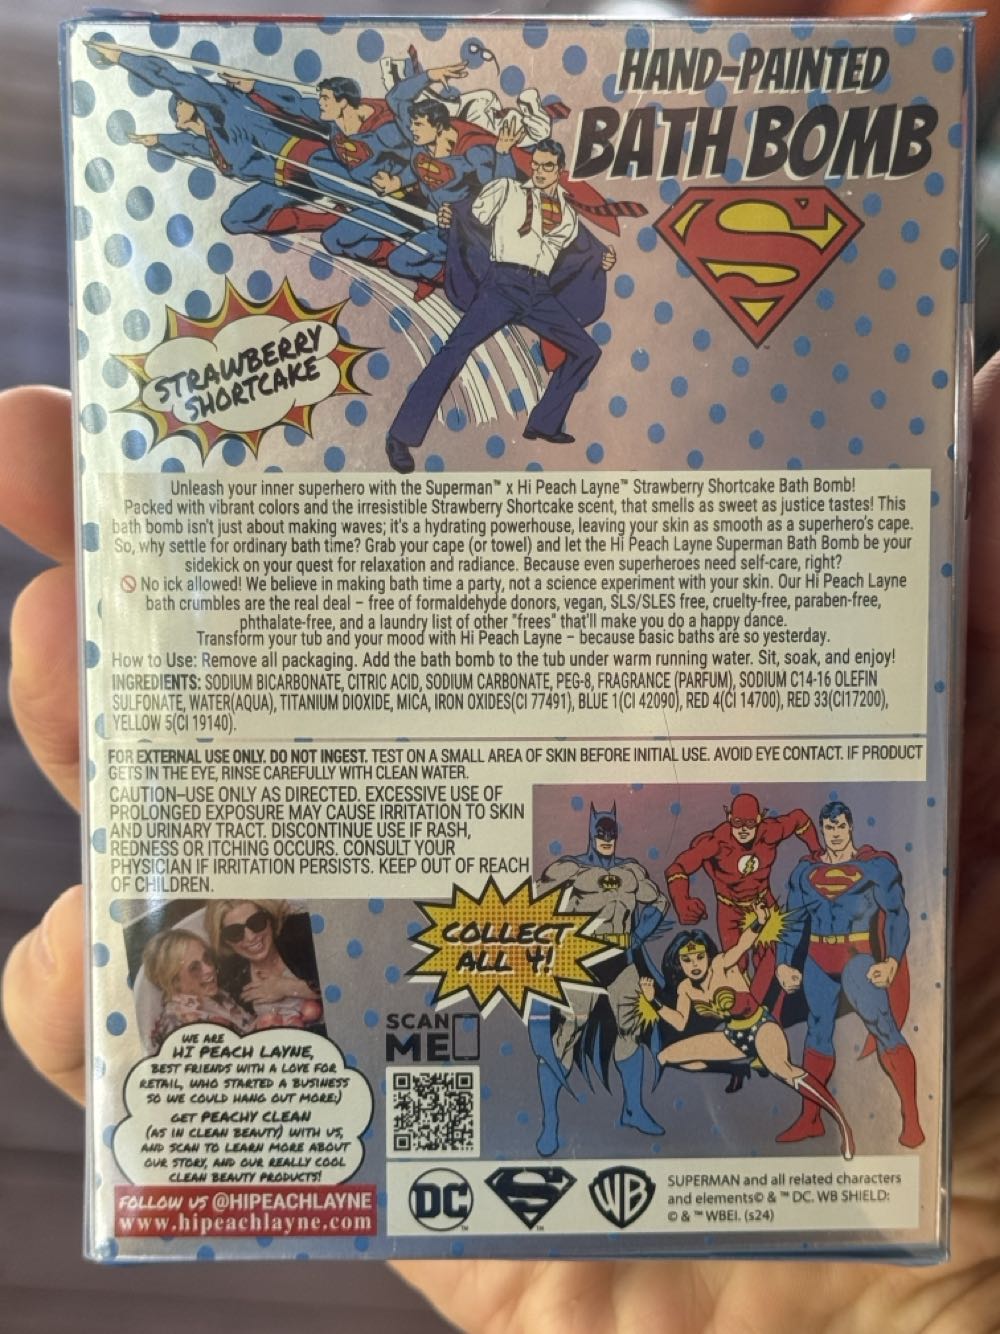 HAND-PAINTED
BATH BOMB
STRAWBERRY
SHORTCAKE
Unleash your inner superhero with the Superman™ x Hi Peach Layne™ Strawberry Shortcake Bath Bomb!
Packed with vibrant colors and the irresistible Strawberry Shortcake scent, that smells as sweet as justice tastes! This
bath bomb isn't just about making waves; it's a hydrating powerhouse, leaving your skin as smooth as a superhero's cape.
So, why settle for ordinary bath time? Grab your cape (or towel) and let the Hi Peach Layne Superman Bath Bomb be your
sidekick on your quest for relaxation and radiance. Because even superheroes need self-care, right?
🚫 No ick allowed! We believe in making bath time a party, not a science experiment with your skin. Our Hi Peach Layne
bath crumbles are the real deal – free of formaldehyde donors, vegan, SLS/SLES free, cruelty-free, paraben-free,
phthalate-free, and a laundry list of other "frees" that'll make you do a happy dance.
Transform your tub and your mood with Hi Peach Layne – because basic baths are so yesterday.
How to Use: Remove all packaging. Add the bath bomb to the tub under warm running water. Sit, soak, and enjoy!
INGREDIENTS: SODIUM BICARBONATE, CITRIC ACID, SODIUM CARBONATE, PEG-8, FRAGRANCE (PARFUM), SODIUM C14-16 OLEFIN
SULFONATE, WATER(AQUA), TITANIUM DIOXIDE, MICA, IRON OXIDES(CI 77491), BLUE 1(CI 42090), RED 4(CI 14700), RED 33(CI17200),
YELLOW 5(CI 19140).
FOR EXTERNAL USE ONLY. DO NOT INGEST. TEST ON A SMALL AREA OF SKIN BEFORE INITIAL USE. AVOID EYE CONTACT. IF PRODUCT
GETS IN THE EYE, RINSE CAREFULLY WITH CLEAN WATER.
CAUTION–USE ONLY AS DIRECTED. EXCESSIVE USE OF
PROLONGED EXPOSURE MAY CAUSE IRRITATION TO SKIN
AND URINARY TRACT. DISCONTINUE USE IF RASH,
REDNESS OR ITCHING OCCURS. CONSULT YOUR
PHYSICIAN IF IRRITATION PERSISTS. KEEP OUT OF REACH
OF CHILDREN.
COLLECT
ALL 4!
SCAN
ME
WE ARE
HI PEACH LAYNE,
BEST FRIENDS WITH A LOVE FOR
RETAIL, WHO STARTED A BUSINESS
SO WE COULD HANG OUT MORE:)
GET PEACHY CLEAN
(AS IN CLEAN BEAUTY) WITH US,
AND SCAN TO LEARN MORE ABOUT
OUR STORY, AND OUR REALLY COOL
CLEAN BEAUTY PRODUCTS!
FOLLOW US @HIPEACHLAYNE
www.hipeachlayne.com
DC™
S™
WB™
SUPERMAN and all related characters
and elements© & ™ DC. WB SHIELD:
© & ™ WBEI. (s24)